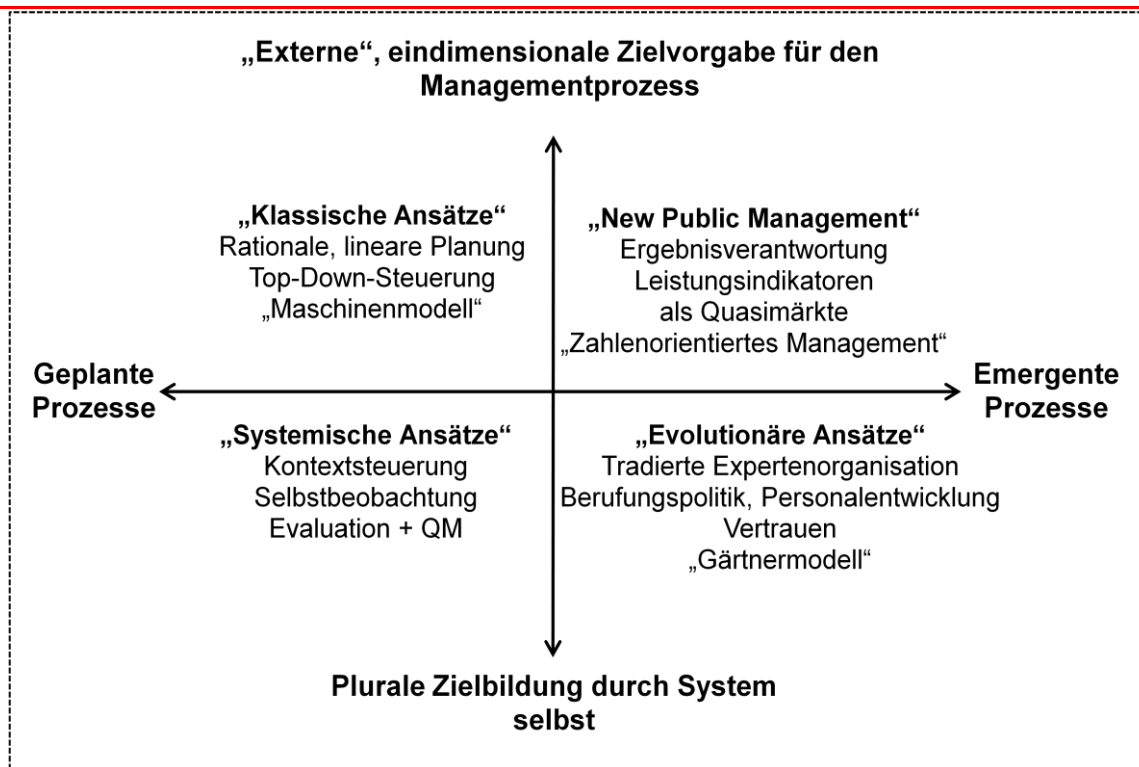 „Externe“, eindimensionale Zielvorgabe für den
Managementprozess
„Klassische Ansätze“
Rationale, lineare Planung
Top-Down-Steuerung
„Maschinenmodell“
„New Public Management“
Ergebnisverantwortung
Leistungsindikatoren
als Quasimärkte
„Zahlenorientiertes Management“
Geplante
Prozesse
Emergente
Prozesse
„Systemische Ansätze“
Kontextsteuerung
Selbstbeobachtung
Evaluation + QM
„Evolutionäre Ansätze“
Tradierte Expertenorganisation
Berufungspolitik, Personalentwicklung
Vertrauen
„Gärtnermodell“
Plurale Zielbildung durch System
selbst